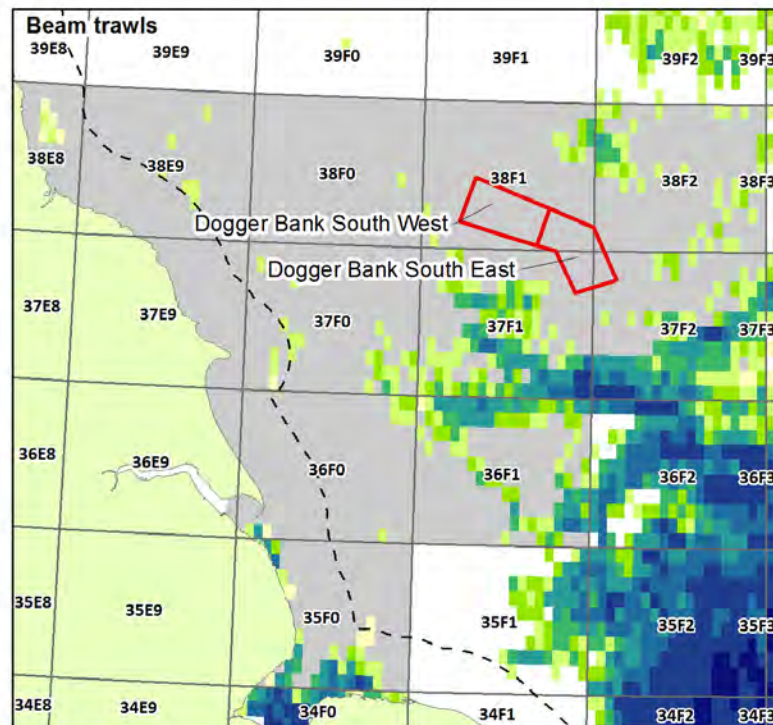 Beam trawls
39E8
39E9
39F0
39F1
39F2
39F3
38E8
38E9
38F0
38F1
38F2
38F3
Dogger Bank South West
Dogger Bank South East
37E8
37E9
37F0
37F1
37F2
37F3
36E8
36E9
36F0
36F1
36F2
36F3
35E8
35E9
35F0
35F1
35F2
35F3
34E8
34E9
34F0
34F1
34F2
34F3